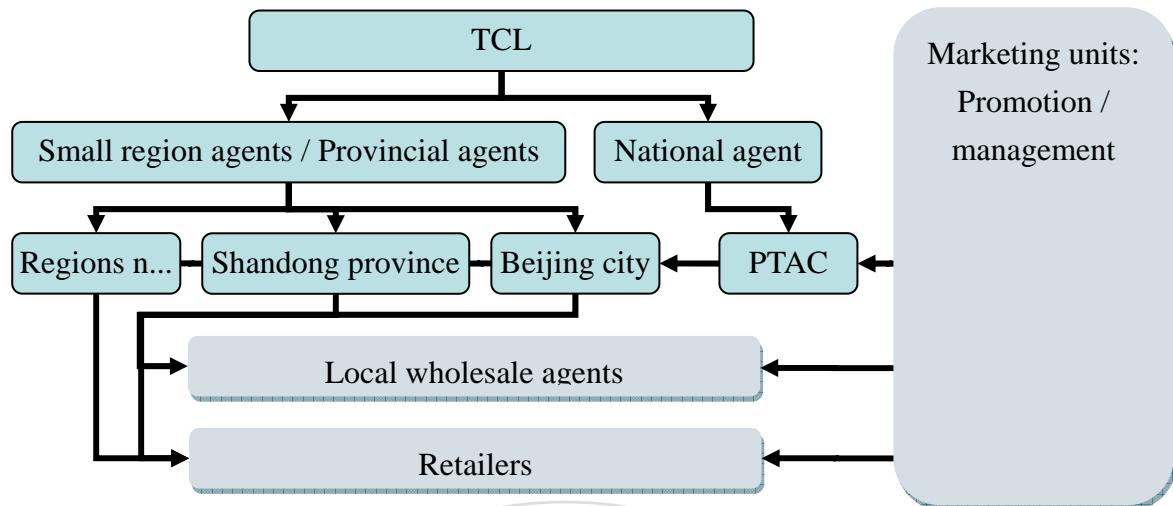 TCL
Marketing units:
Promotion /
management
Small region agents / Provincial agents
National agent
Regions n...
Shandong province
Beijing city
PTAC
Local wholesale agents
Retailers